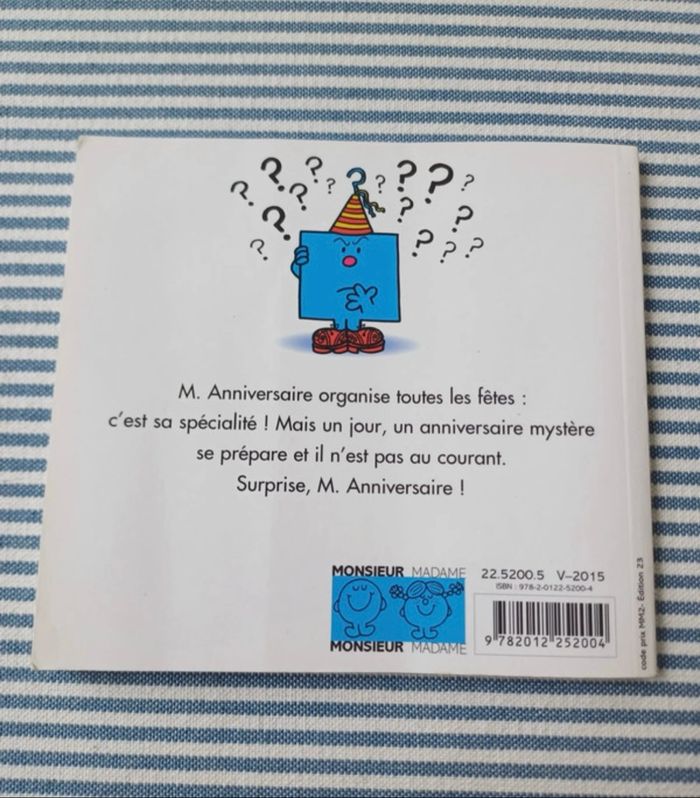 ? ? ? ? ? ? ? ? ? ? ? ? ? ? ? ?
M. Anniversaire organise toutes les fêtes :
c'est sa spécialité ! Mais un jour, un anniversaire mystère
se prépare et il n'est pas au courant.
Surprise, M. Anniversaire !
MONSIEUR MADAME
MONSIEUR MADAME
22.5200.5 V–2015
ISBN : 978-2-0122-5200-4
9 782012 252004
code prix MM2- Édition 23